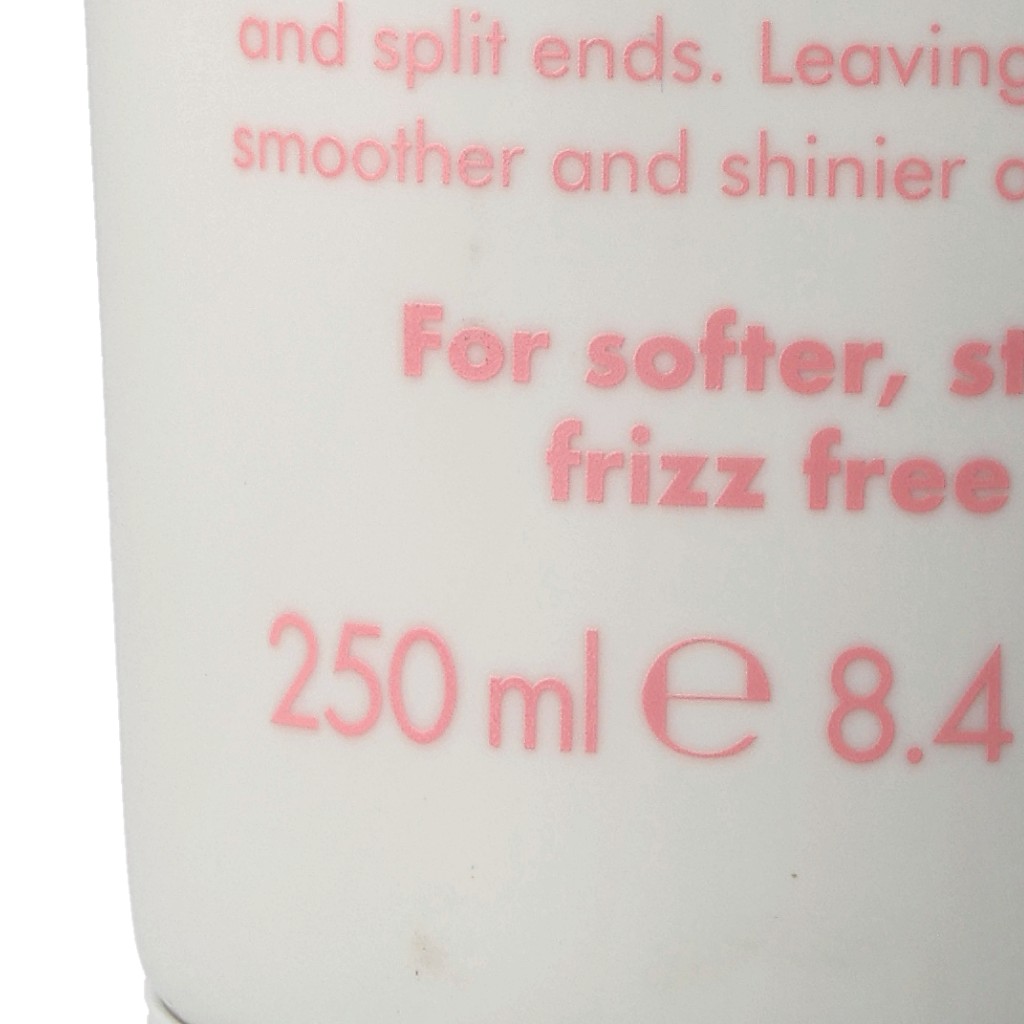 and split ends. Leaving
smoother and shinier
For softer,
frizz free
250 ml e 8.4